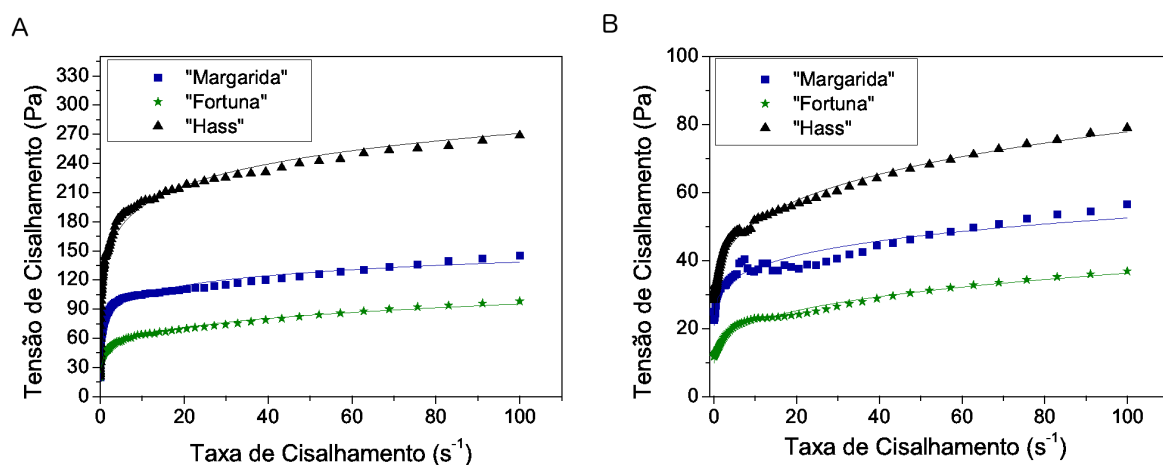 A
Tensão de Cisalhamento (Pa)
330
300
270
240
210
180
150
120
90
60
30
0
"Margarida"
"Fortuna"
"Hass"
0
20
40
60
80
100
Taxa de Cisalhamento (s⁻¹)
B
Tensão de Cisalhamento (Pa)
100
80
60
40
20
0
"Margarida"
"Fortuna"
"Hass"
0
20
40
60
80
100
Taxa de Cisalhamento (s⁻¹)